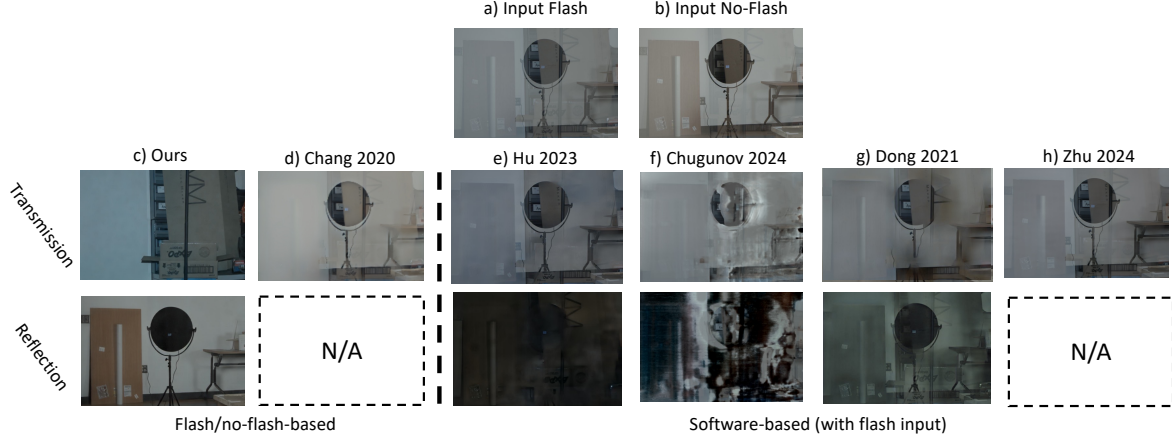 a) Input Flash
b) Input No-Flash
c) Ours
d) Chang 2020
e) Hu 2023
f) Chugunov 2024
g) Dong 2021
h) Zhu 2024
Transmission
Reflection
N/A
N/A
Flash/no-flash-based
Software-based (with flash input)